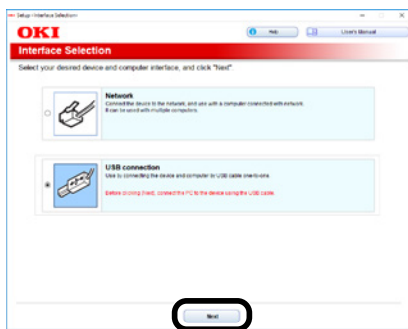 Setup <Interface Selection>
OKI
Help
User's Manual
Interface Selection
Select your desired device and computer interface, and click "Next".
Network
Connect the device to the network, and use with a computer connected with network.
It can be used with multiple computers.
USB connection
Use by connecting the device and computer by USB cable one-to-one.
Before clicking [Next], connect the PC to the device using the USB cable.
Next